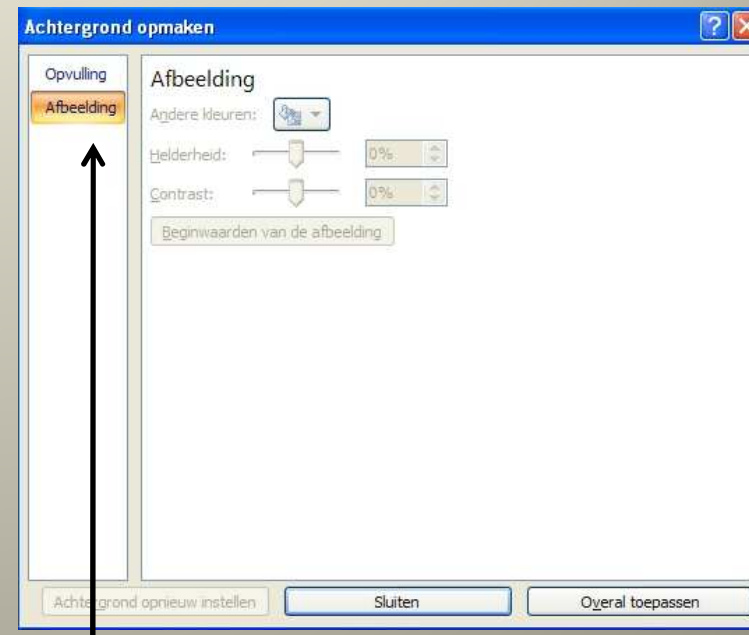 Achtergrond opmaken
Opvulling
Afbeelding
Afbeelding
Andere kleuren:
Helderheid: 0%
Contrast: 0%
Beginwaarden van de afbeelding
Achtergrond opnieuw instellen Sluiten Overal toepassen